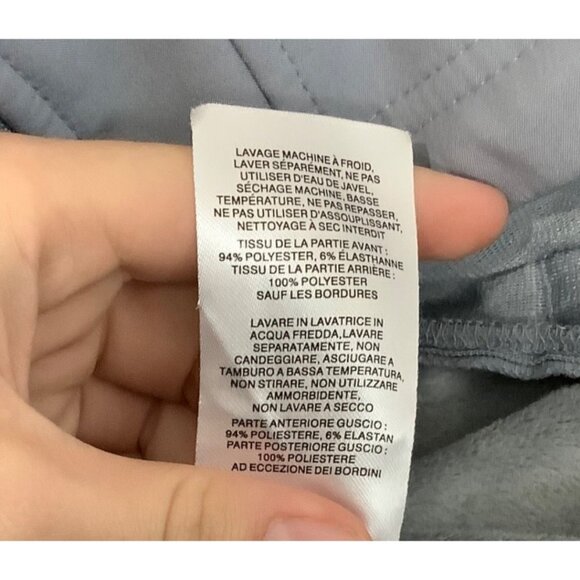 LAVAGE MACHINE À FROID,
LAVER SÉPARÉMENT, NE PAS
UTILISER D'EAU DE JAVEL,
SÉCHAGE MACHINE, BASSE
TEMPÉRATURE, NE PAS REPASSER,
NE PAS UTILISER D'ASSOUPLISSANT,
NETTOYAGE À SEC INTERDIT
TISSU DE LA PARTIE AVANT :
94% POLYESTER, 6% ÉLASTHANNE
TISSU DE LA PARTIE ARRIÈRE :
100% POLYESTER
SAUF LES BORDURES
LAVARE IN LAVATRICE IN
ACQUA FREDDA, LAVARE
SEPARATAMENTE, NON
CANDEGGIARE, ASCIUGARE A
TAMBURO A BASSA TEMPERATURA,
NON STIRARE, NON UTILIZZARE
AMMORBIDENTE,
NON LAVARE A SECCO
PARTE ANTERIORE GUSCIO :
94% POLIESTERE, 6% ELASTAN
PARTE POSTERIORE GUSCIO :
100% POLIESTERE
AD ECCEZIONE DEI BORDINI